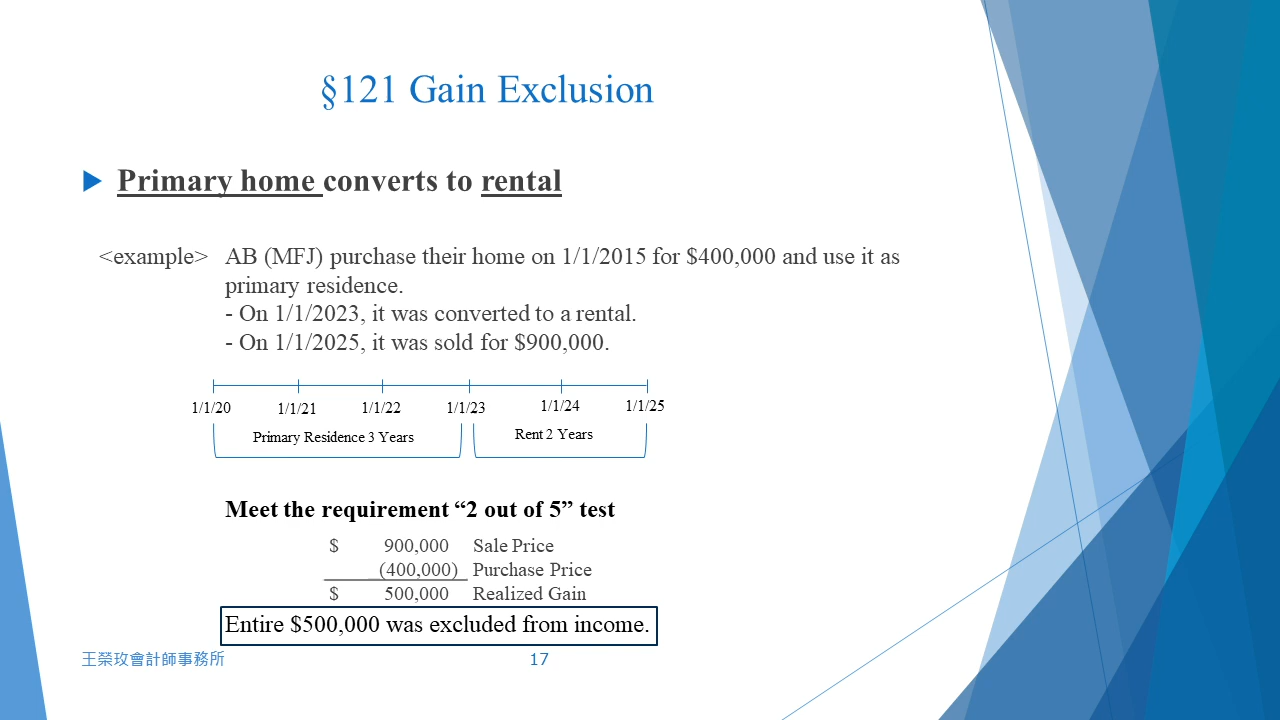 §121 Gain Exclusion
Primary home converts to rental
<example> AB (MFJ) purchase their home on 1/1/2015 for $400,000 and use it as
primary residence.
- On 1/1/2023, it was converted to a rental.
- On 1/1/2025, it was sold for $900,000.
1/1/20 1/1/21 1/1/22 1/1/23 1/1/24 1/1/25
Primary Residence 3 Years Rent 2 Years
Meet the requirement “2 out of 5” test
$ 900,000 Sale Price
(400,000) Purchase Price
$ 500,000 Realized Gain
Entire $500,000 was excluded from income.
王榮玫會計師事務所 17